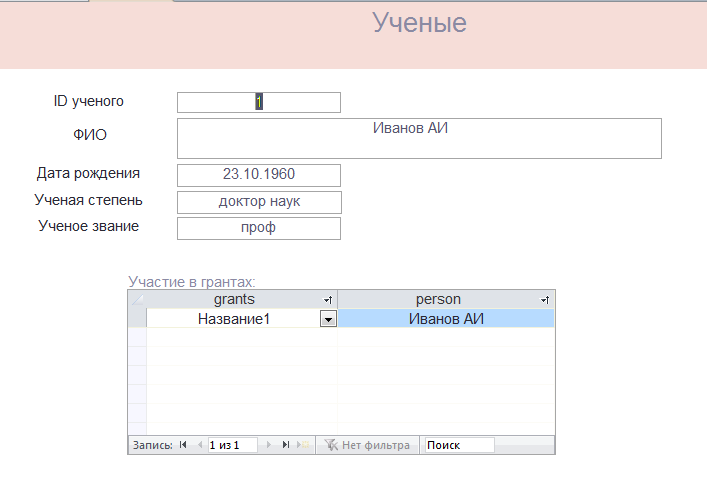 Ученые
ID ученого 1
ФИО Иванов АИ
Дата рождения 23.10.1960
Ученая степень доктор наук
Ученое звание проф
Участие в грантах:
grants person
Название1 Иванов АИ
Запись: 1 из 1 Нет фильтра Поиск